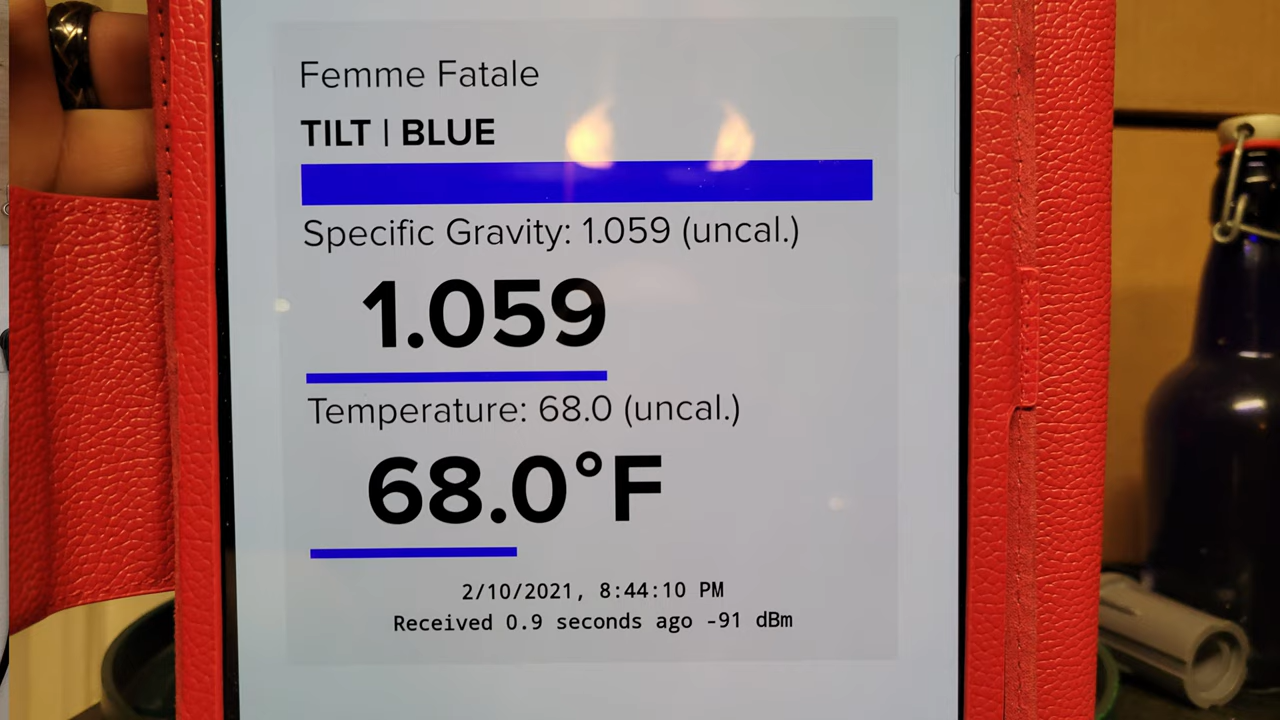 Femme Fatale
TILT | BLUE
Specific Gravity: 1.059 (uncal.)
1.059
Temperature: 68.0 (uncal.)
68.0°F
2/10/2021, 8:44:10 PM
Received 0.9 seconds ago -91 dBm